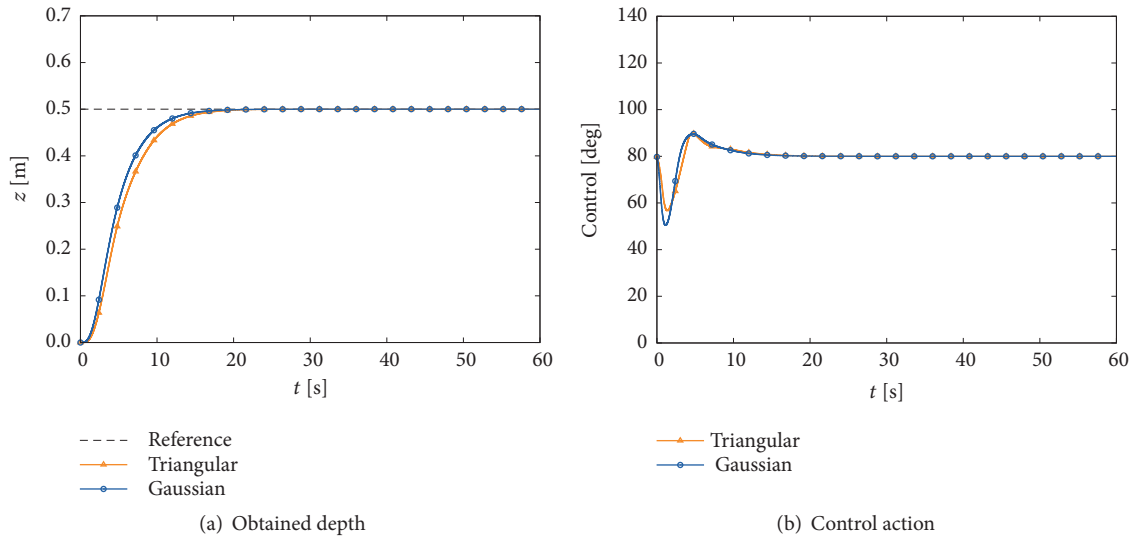 0.7
0.6
0.5
0.4
0.3
0.2
0.1
0.0
z [m]
0 10 20 30 40 50 60
t [s]
Reference
Triangular
Gaussian
(a) Obtained depth
140
120
100
80
60
40
20
0
Control [deg]
0 10 20 30 40 50 60
t [s]
Triangular
Gaussian
(b) Control action